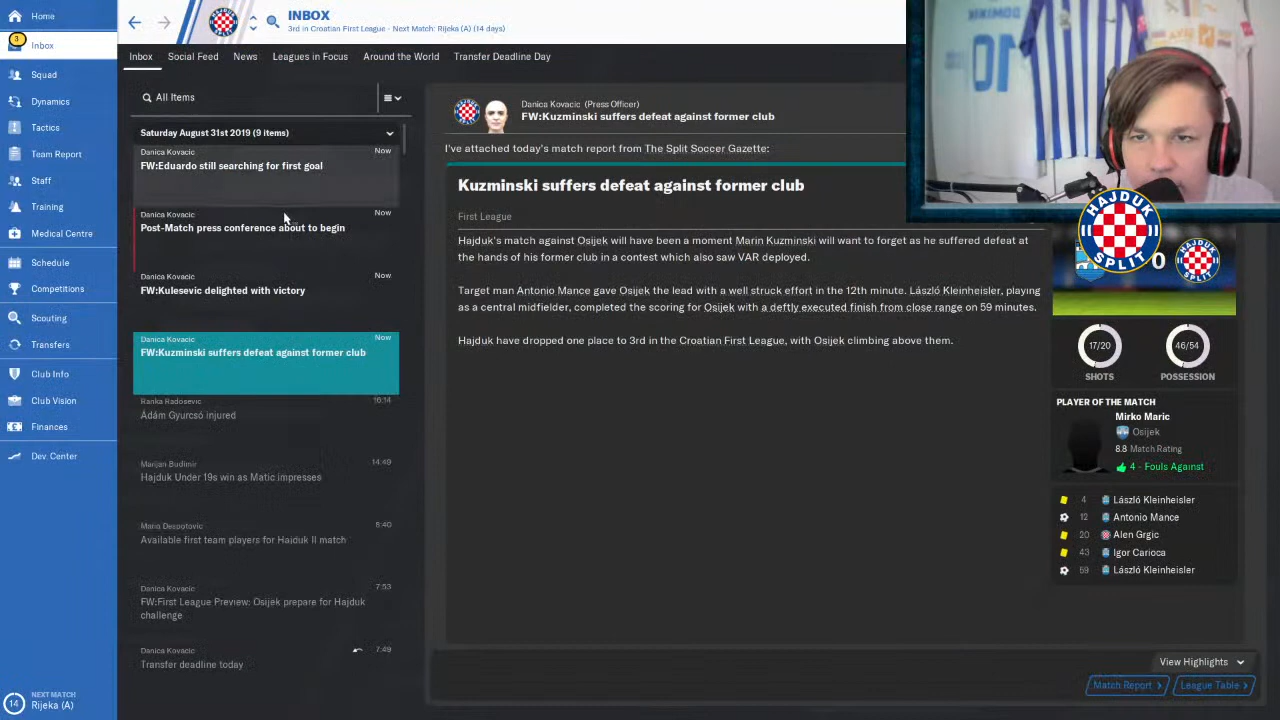 Home
INBOX
3rd in Croatian First League - Next Match: Rijeka (A) (14 days)
3
Inbox
Squad
Dynamics
Tactics
Team Report
Staff
Training
Medical Centre
Schedule
Competitions
Scouting
Transfers
Club Info
Club Vision
Finances
Dev. Center
14
NEXT MATCH
Rijeka (A)
Inbox
Social Feed
News
Leagues in Focus
Around the World
Transfer Deadline Day
All Items
Saturday August 31st 2019 (9 items)
Danica Kovacic
Now
FW:Eduardo still searching for first goal
Danica Kovacic
Now
Post-Match press conference about to begin
Danica Kovacic
Now
FW:Kulesevic delighted with victory
Danica Kovacic
Now
FW:Kuzminski suffers defeat against former club
Ranka Radosevic
16:14
Ádám Gyurcsó injured
Marijan Budimir
14:49
Hajduk Under 19s win as Matic impresses
Maria Despotovic
8:40
Available first team players for Hajduk II match
Danica Kovacic
7:53
FW:First League Preview: Osijek prepare for Hajduk
challenge
Danica Kovacic
7:49
Transfer deadline today
Danica Kovacic (Press Officer)
FW:Kuzminski suffers defeat against former club
I've attached today's match report from The Split Soccer Gazette:
Kuzminski suffers defeat against former club
First League
Hajduk's match against Osijek will have been a moment Marin Kuzminski will want to forget as he suffered defeat at
the hands of his former club in a contest which also saw VAR deployed.
Target man Antonio Mance gave Osijek the lead with a well struck effort in the 12th minute. László Kleinheisler, playing
as a central midfielder, completed the scoring for Osijek with a deftly executed finish from close range on 59 minutes.
Hajduk have dropped one place to 3rd in the Croatian First League, with Osijek climbing above them.
DOMINIK
10
HAJDUK
SPLIT
0
17/20
SHOTS
46/54
POSSESSION
PLAYER OF THE MATCH
Mirko Maric
Osijek
8.8 Match Rating
4 - Fouls Against
4 László Kleinheisler
12 Antonio Mance
20 Alen Grgic
43 Igor Carioca
59 László Kleinheisler
View Highlights
Match Report
League Table